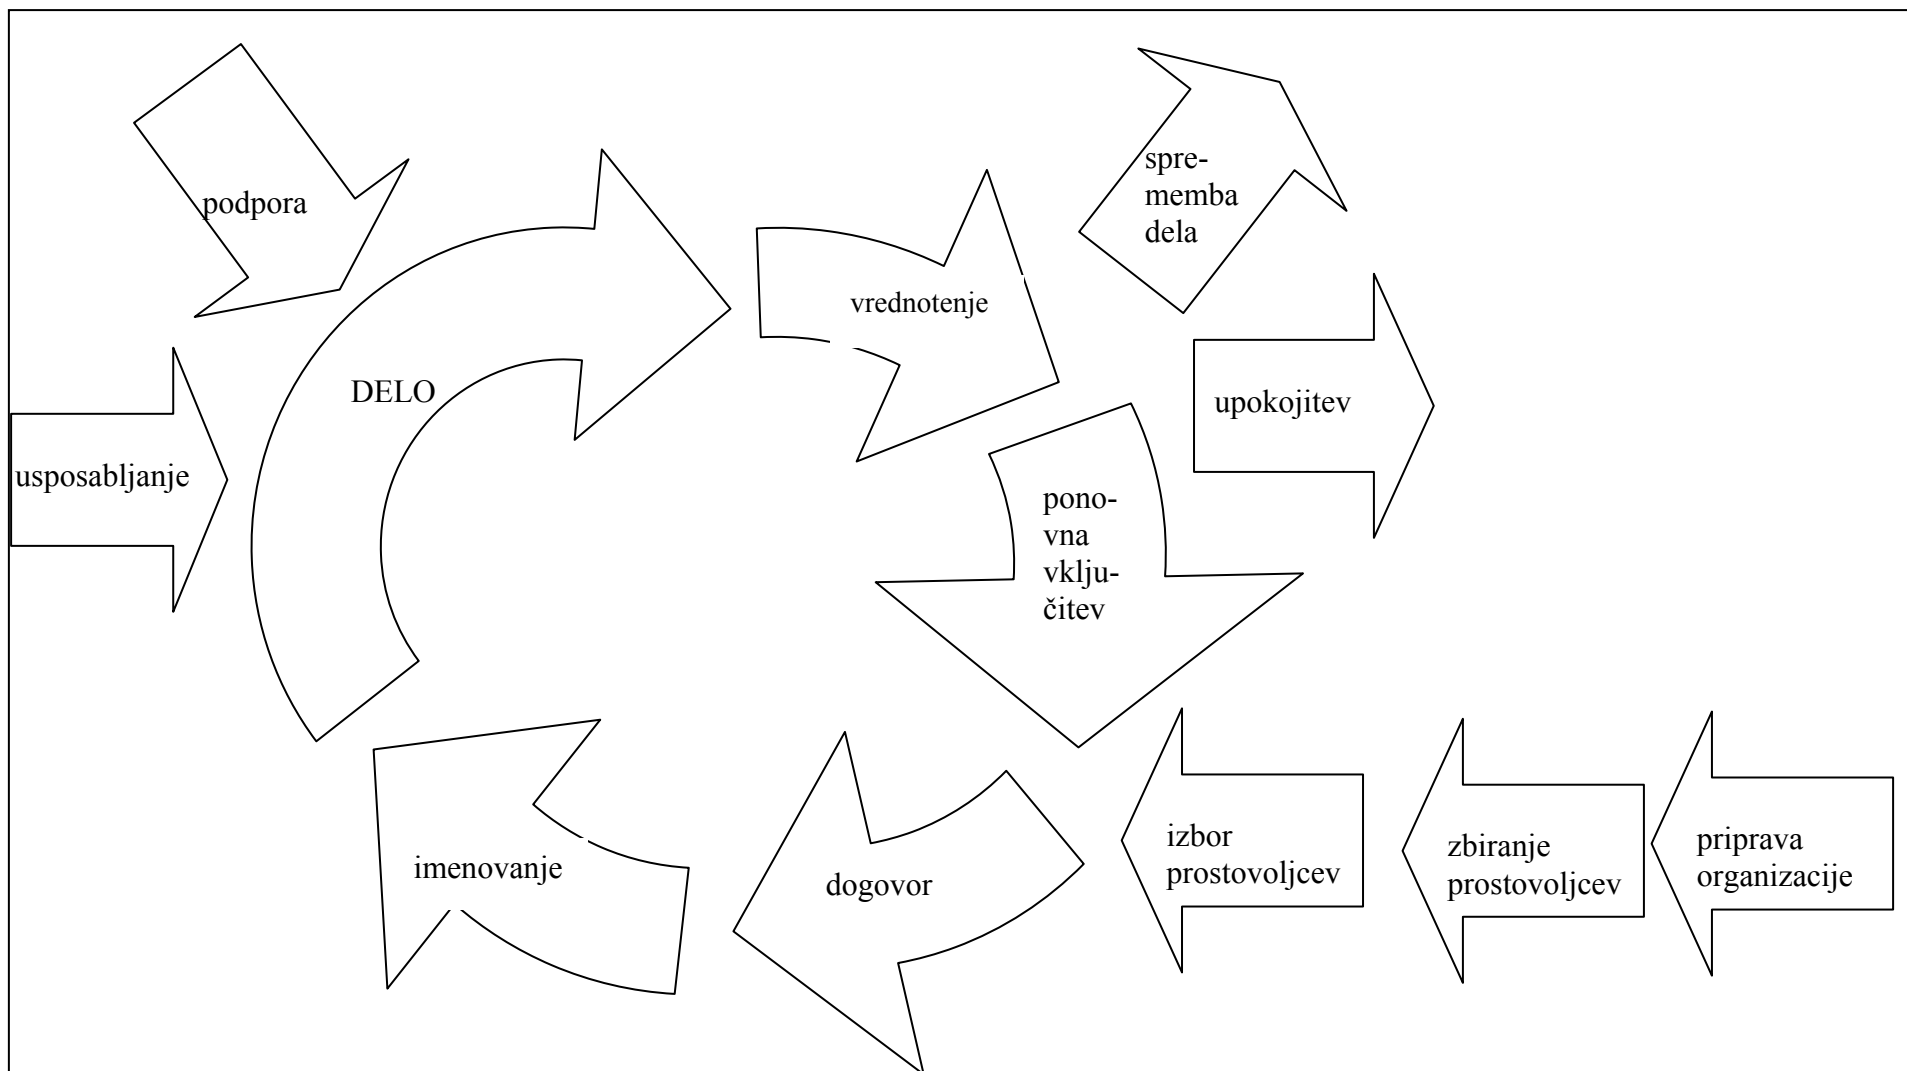 podpora
spre-
memba
dela
vrednotenje
DELO
upokojitev
usposabljanje
pono-
vna
vklju-
čitev
imenovanje
dogovor
izbor
prostovoljcev
zbiranje
prostovoljcev
priprava
organizacije